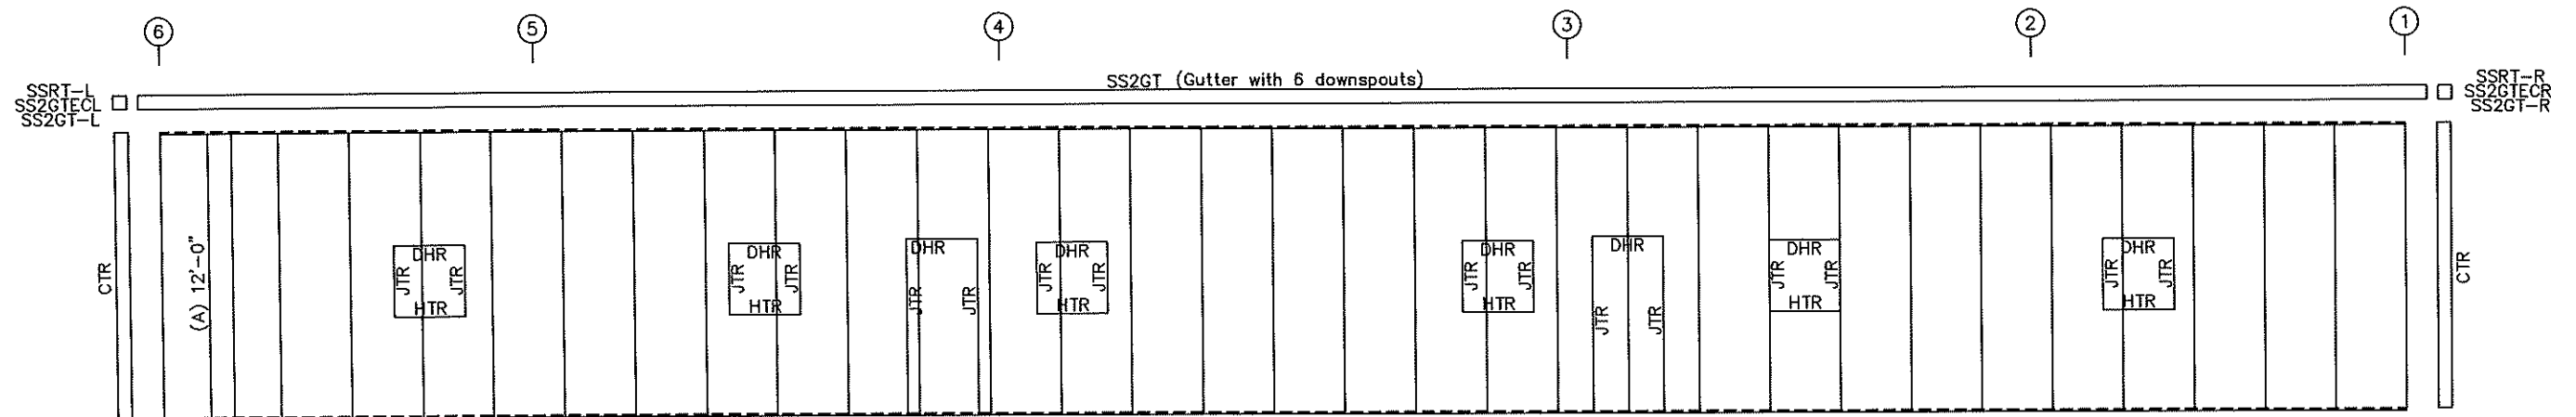 6 5 4 3 2 1
SS2GT (Gutter with 6 downspouts)
SSRT-L
SS2GTECL
SS2GT-L
SSRT-R
SS2GTECR
SS2GT-R
CTR
(A) 12'-0"
DHR
JTR JTR
HTR
DHR
JTR JTR
HTR
DHR
JTR JTR
DHR
JTR JTR
HTR
DHR
JTR JTR
HTR
DHR
JTR JTR
DHR
JTR JTR
HTR
DHR
JTR JTR
HTR
CTR